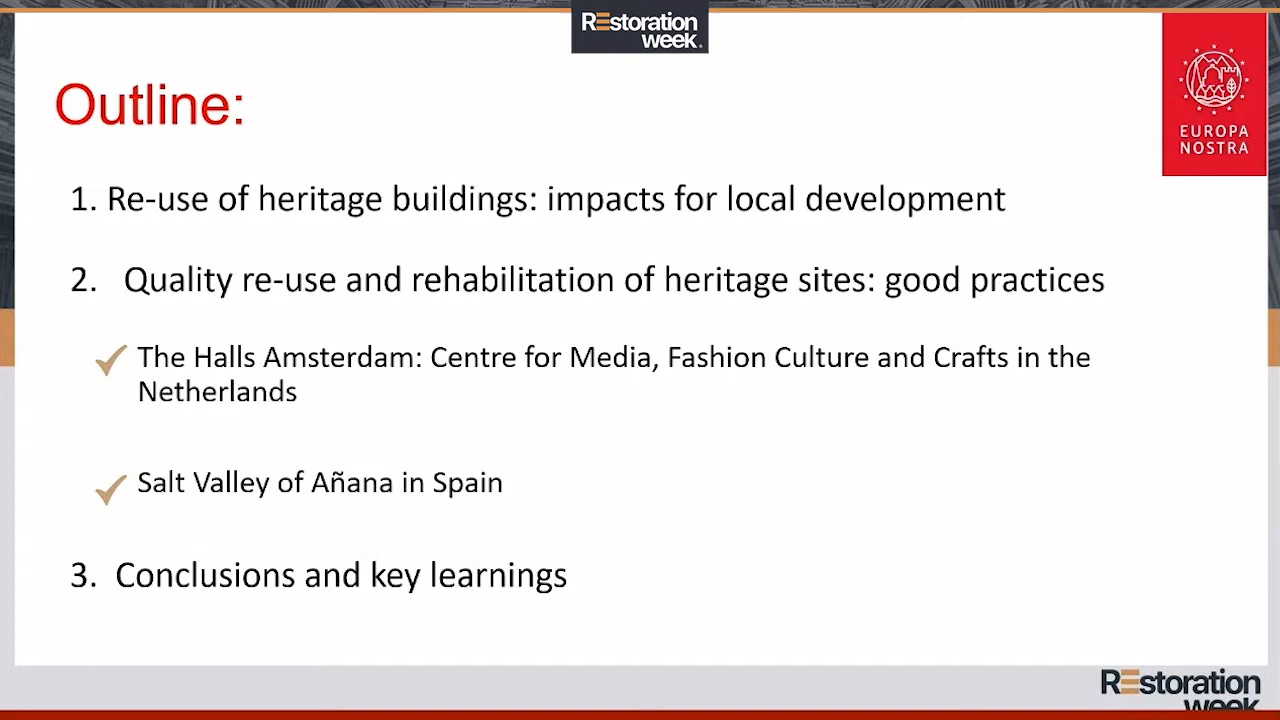 REstoration
week.
Outline:
EUROPA
NOSTRA
1. Re-use of heritage buildings: impacts for local development
2. Quality re-use and rehabilitation of heritage sites: good practices
The Halls Amsterdam: Centre for Media, Fashion Culture and Crafts in the
Netherlands
Salt Valley of Añana in Spain
3. Conclusions and key learnings
REstoration
week